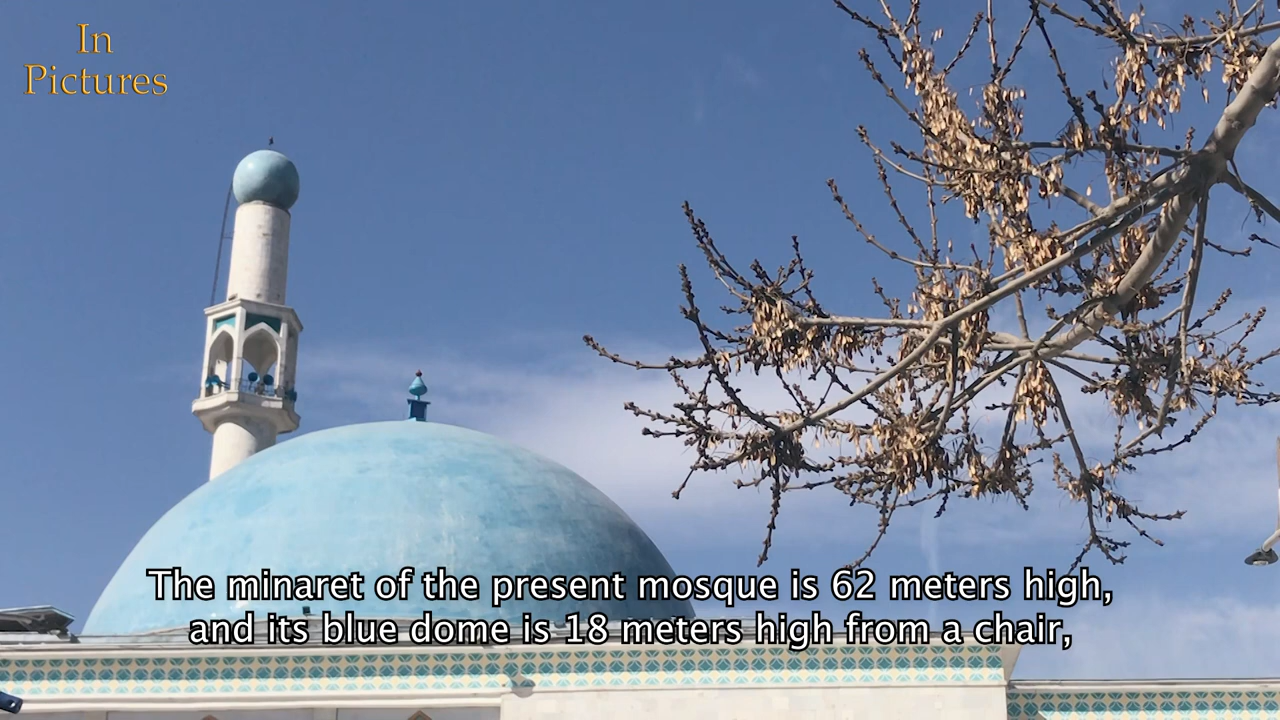 In
Pictures
The minaret of the present mosque is 62 meters high,
and its blue dome is 18 meters high from a chair,